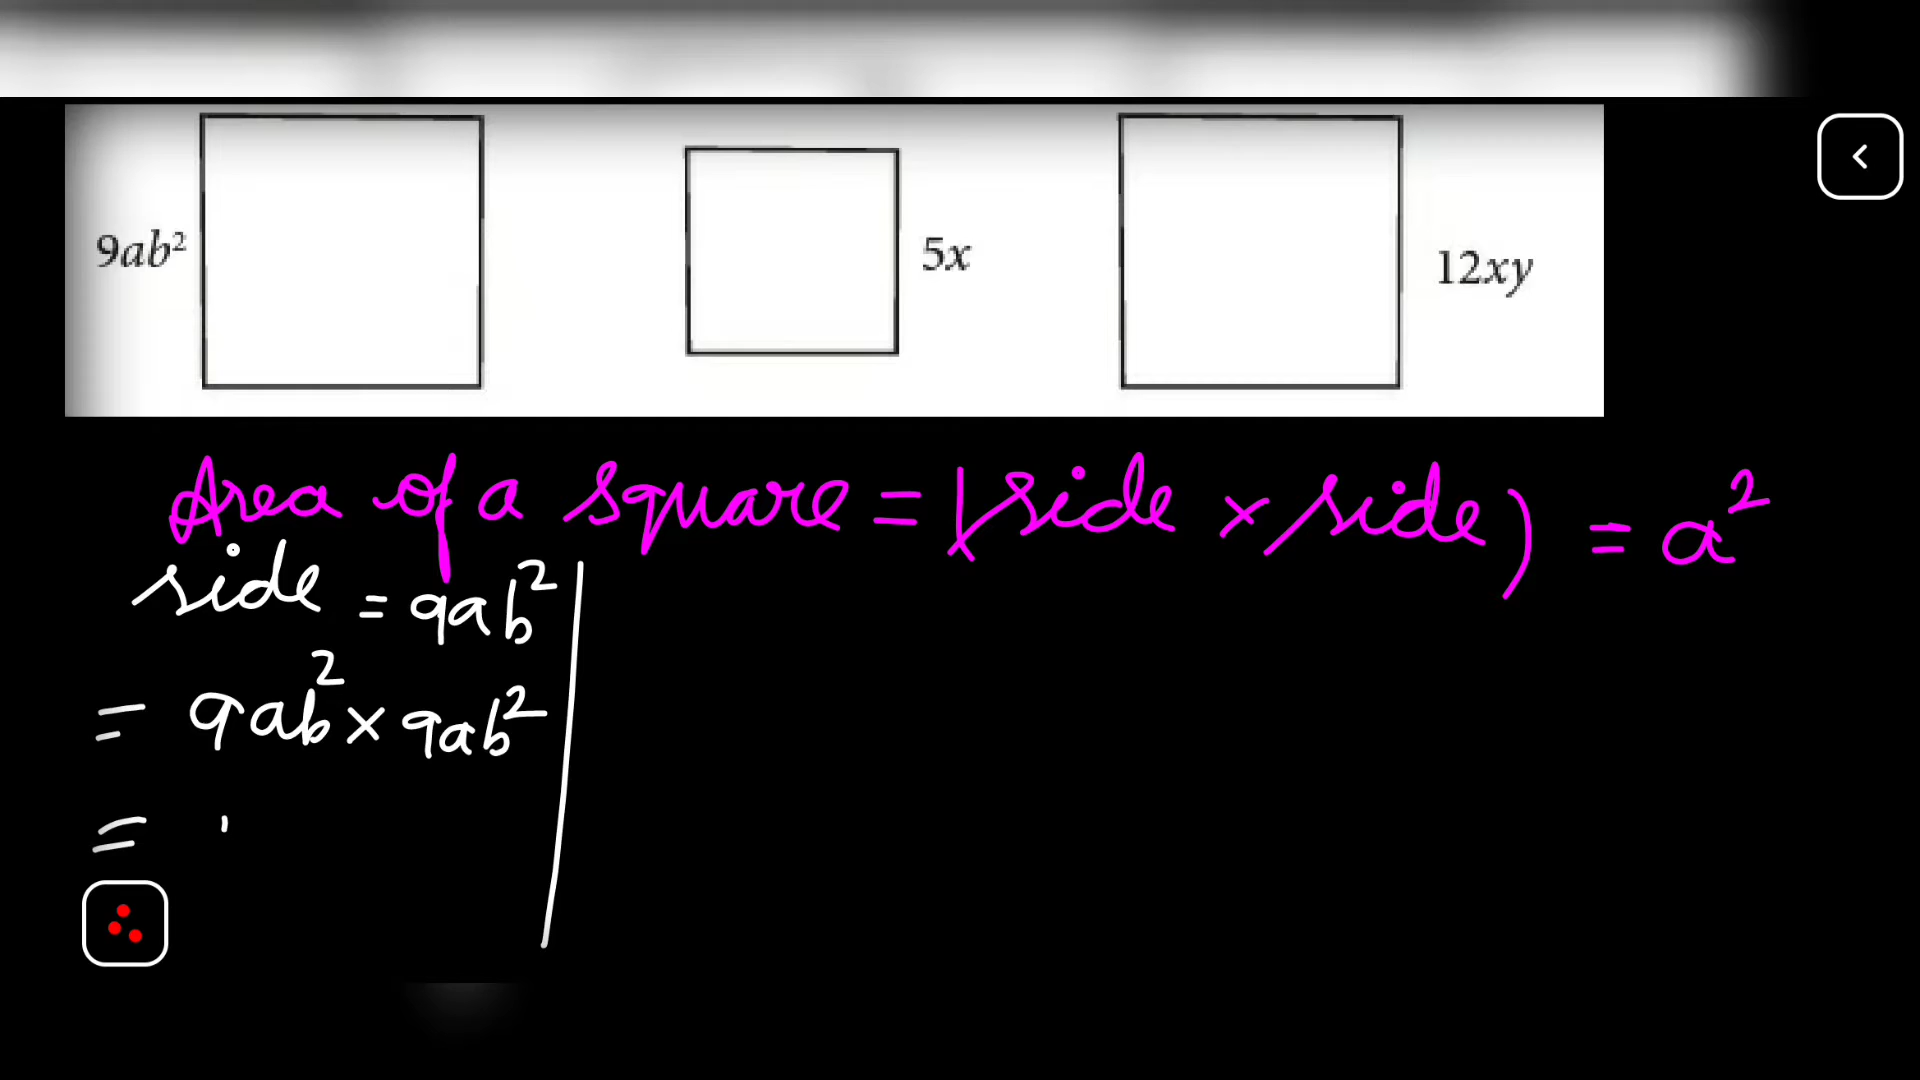 9ab² 5x 12xy
Area of a square = (side × side) = a²
side = 9ab²
= 9ab² × 9ab²
=